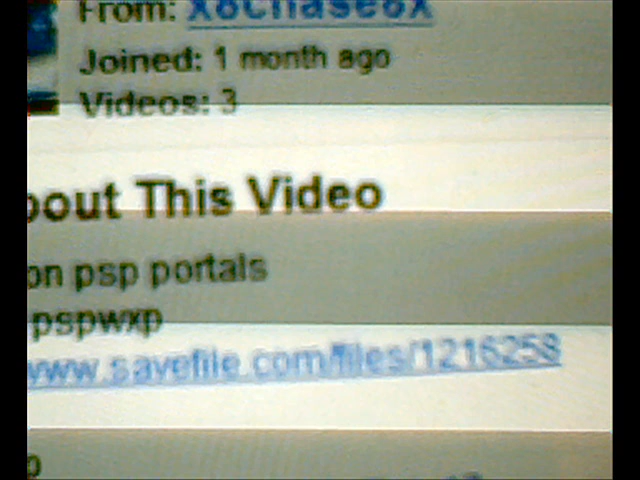 From: x8Chase8x
Joined: 1 month ago
Videos: 3
bout This Video
on psp portals
pspwxp
www.savefile.com/files/1216258
p